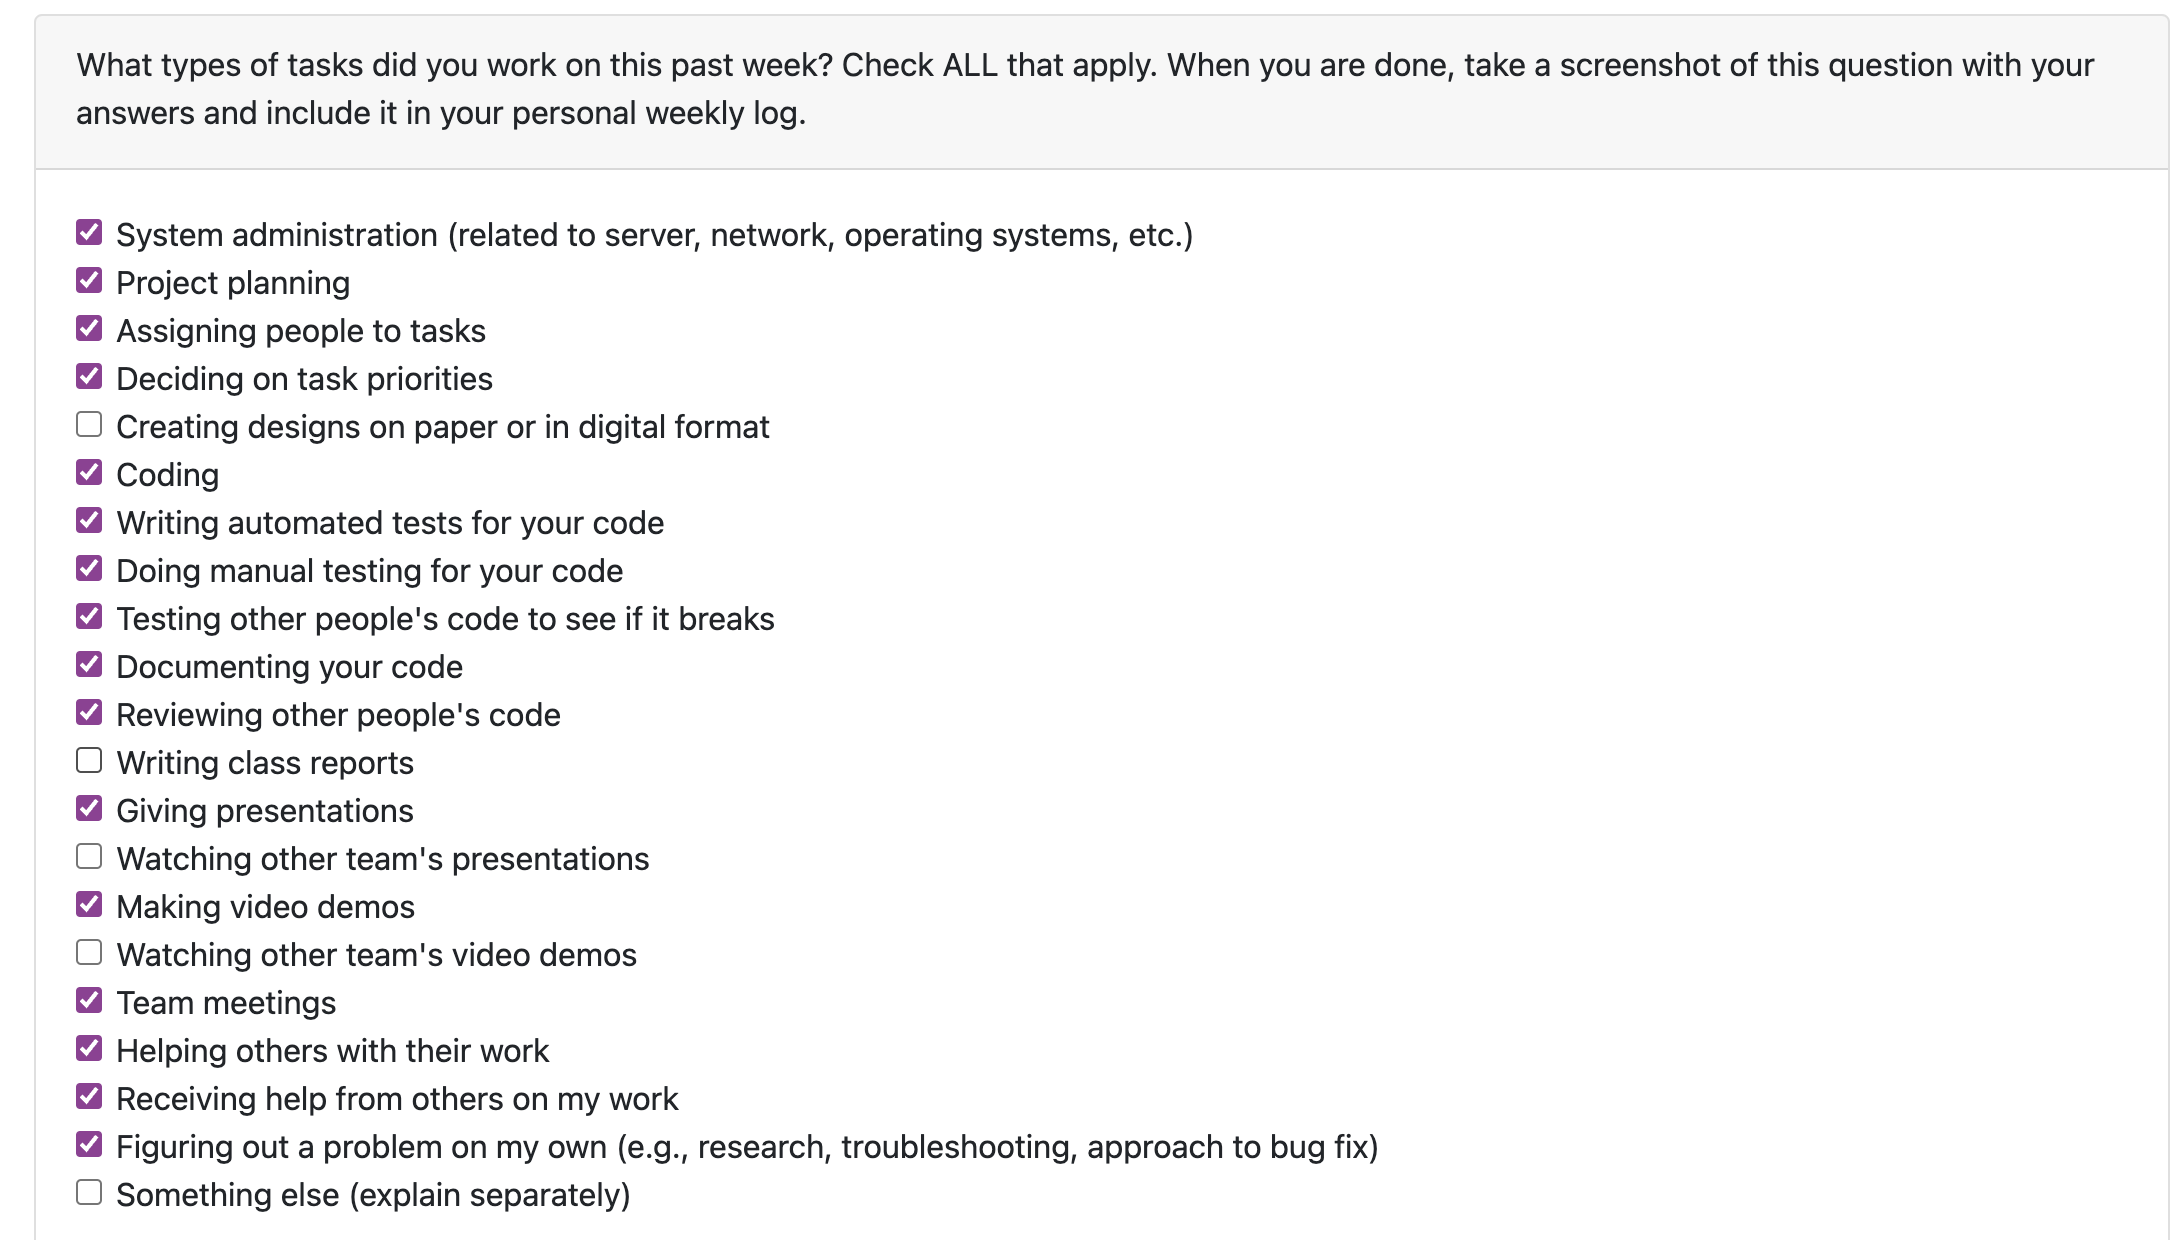 What types of tasks did you work on this past week? Check ALL that apply. When you are done, take a screenshot of this question with your
answers and include it in your personal weekly log.
System administration (related to server, network, operating systems, etc.)
Project planning
Assigning people to tasks
Deciding on task priorities
Creating designs on paper or in digital format
Coding
Writing automated tests for your code
Doing manual testing for your code
Testing other people's code to see if it breaks
Documenting your code
Reviewing other people's code
Writing class reports
Giving presentations
Watching other team's presentations
Making video demos
Watching other team's video demos
Team meetings
Helping others with their work
Receiving help from others on my work
Figuring out a problem on my own (e.g., research, troubleshooting, approach to bug fix)
Something else (explain separately)